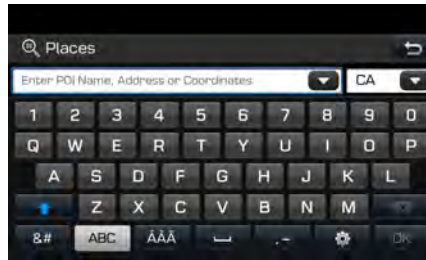 Places
Enter POI Name, Address or Coordinates CA
1 2 3 4 5 6 7 8 9 0
Q W E R T Y U I O P
A S D F G H J K L
Z X C V B N M
&# ABC ÀÂÃ .- OK